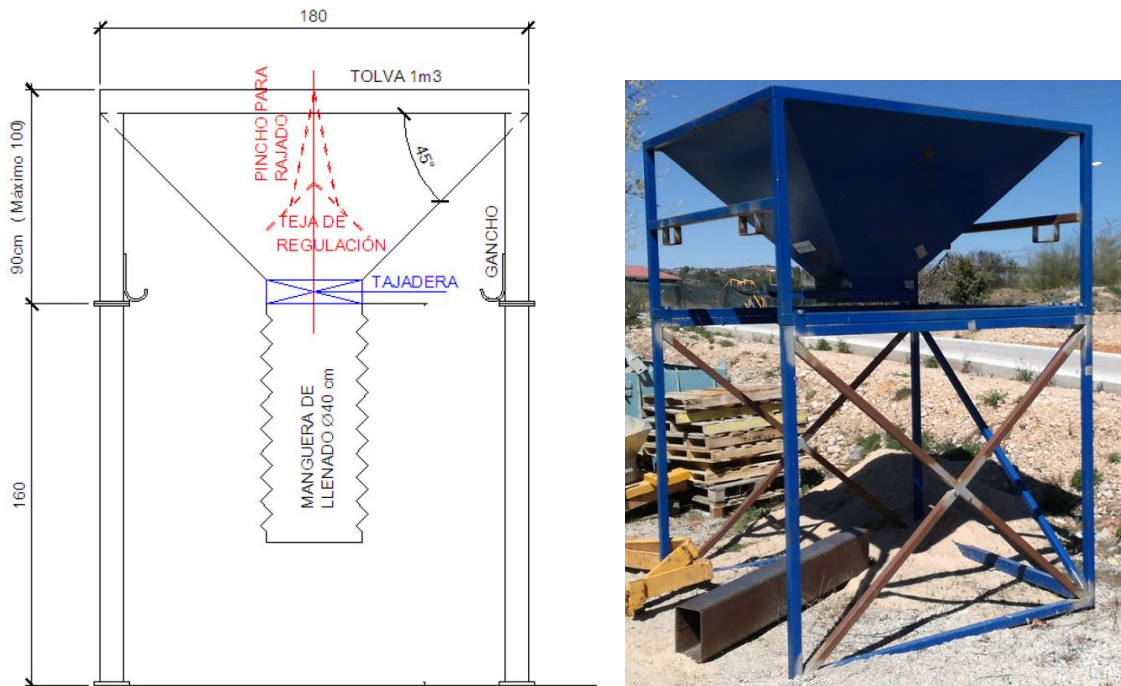 180
TOLVA 1m3
PINCHO PARA
RAJADO
45º
90cm ( Máximo 100)
TEJA DE
REGULACIÓN
GANCHO
TAJADERA
MANGUERA DE
LLENADO Ø40 cm
160